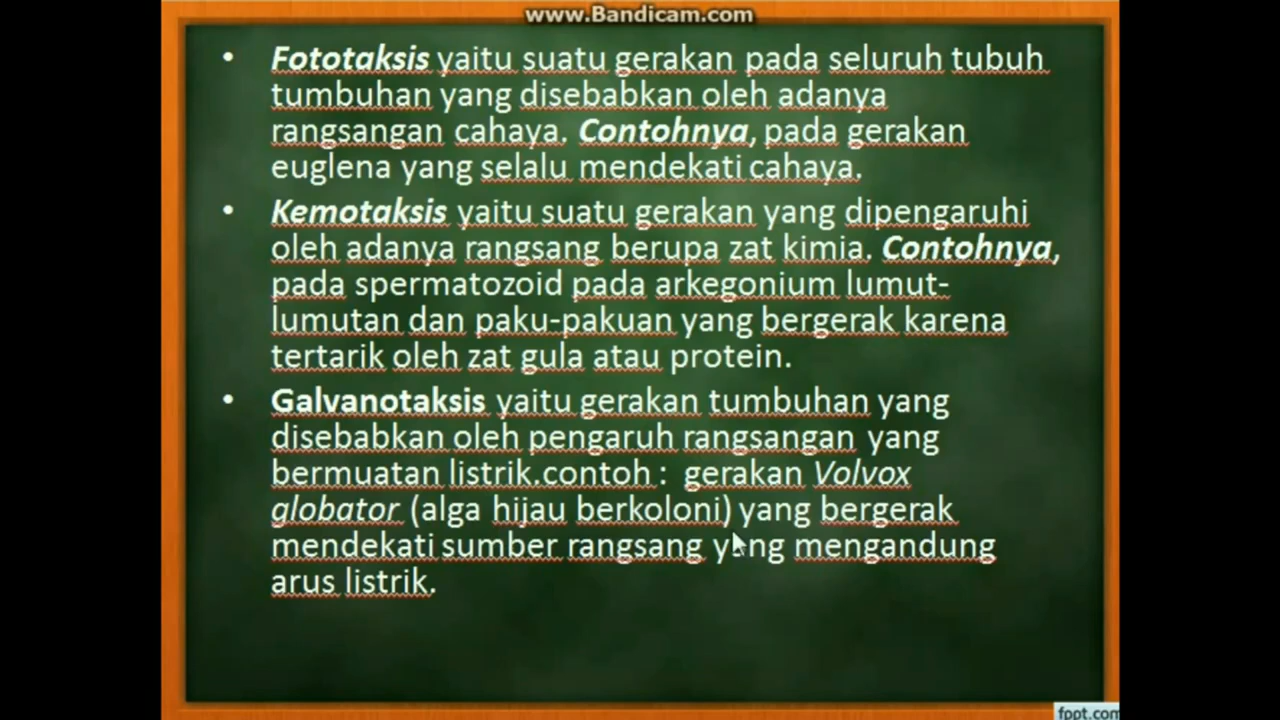 www.Bandicam.com
• Fototaksis yaitu suatu gerakan pada seluruh tubuh
tumbuhan yang disebabkan oleh adanya
rangsangan cahaya. Contohnya, pada gerakan
euglena yang selalu mendekati cahaya.
• Kemotaksis yaitu suatu gerakan yang dipengaruhi
oleh adanya rangsang berupa zat kimia. Contohnya,
pada spermatozoid pada arkegonium lumut-
lumutan dan paku-pakuan yang bergerak karena
tertarik oleh zat gula atau protein.
• Galvanotaksis yaitu gerakan tumbuhan yang
disebabkan oleh pengaruh rangsangan yang
bermuatan listrik.contoh : gerakan Volvox
globator (alga hijau berkoloni) yang bergerak
mendekati sumber rangsang yang mengandung
arus listrik.
fppt.com